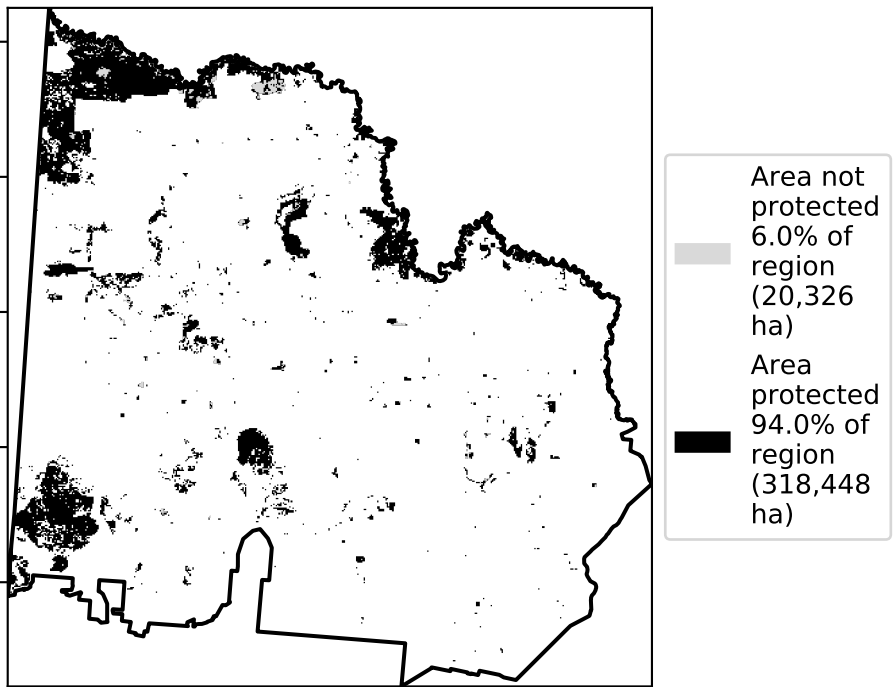 Area not
protected
6.0% of
region
(20,326
ha)
Area
protected
94.0% of
region
(318,448
ha)